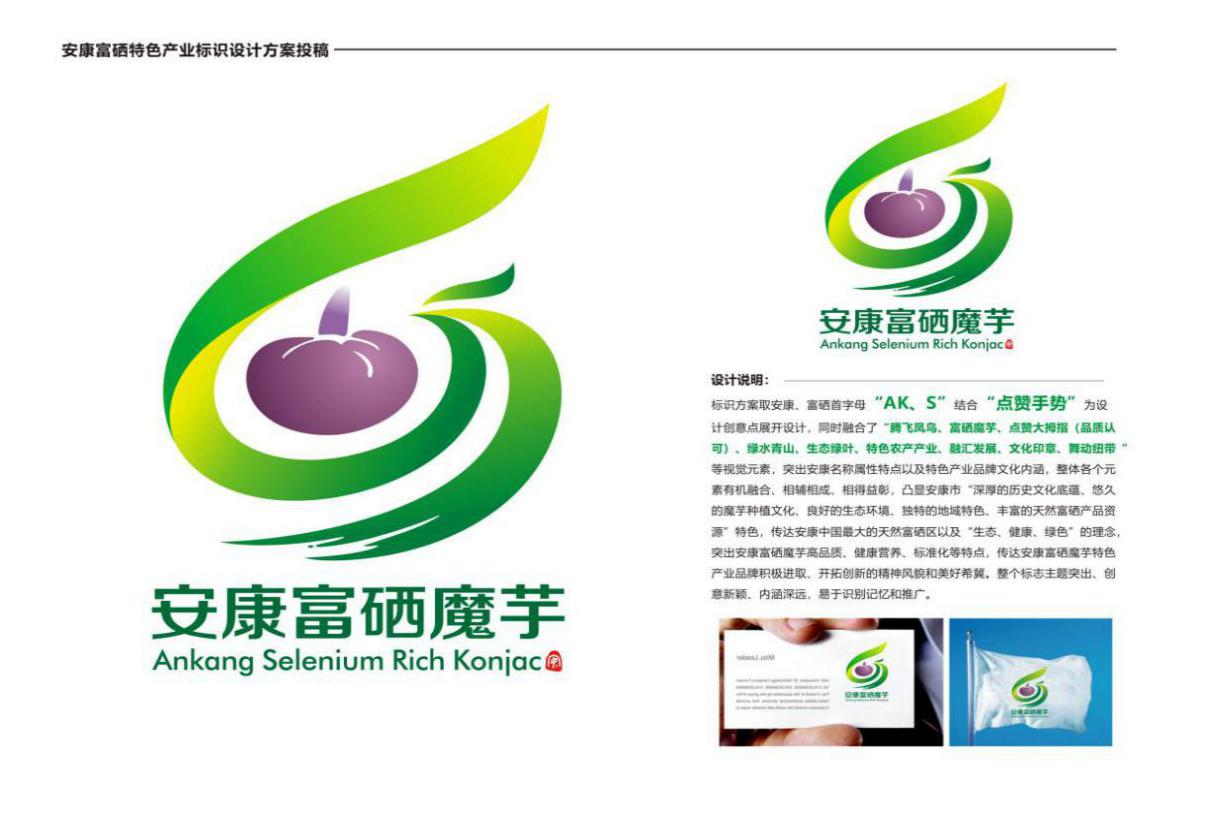 安康富硒特色产业标识设计方案投稿
安康富硒魔芋
Ankang Selenium Rich Konjac
安康富硒魔芋
Ankang Selenium Rich Konjac
设计说明：
标识方案取安康、富硒首字母“AK、S”结合“点赞手势”为设
计创意点展开设计，同时融合了“腾飞凤鸟、富硒魔芋、点赞大拇指（品质认
可）、绿水青山、生态绿叶、特色农产产业、融汇发展、文化印章、舞动纽带“
等视觉元素，突出安康名称属性特点以及特色产业品牌文化内涵，整体各个元
素有机融合、相辅相成、相得益彰，凸显安康市“深厚的历史文化底蕴、悠久
的魔芋种植文化、良好的生态环境、独特的地域特色、丰富的天然富硒产品资
源”特色，传达安康中国最大的天然富硒区以及“生态、健康、绿色”的理念，
突出安康富硒魔芋高品质、健康营养、标准化等特点，传达安康富硒魔芋特色
产业品牌积极进取、开拓创新的精神风貌和美好希冀。整个标志主题突出、创
意新颖、内涵深远，易于识别记忆和推广。
Miss.Leader
安康富硒魔芋
安康富硒魔芋